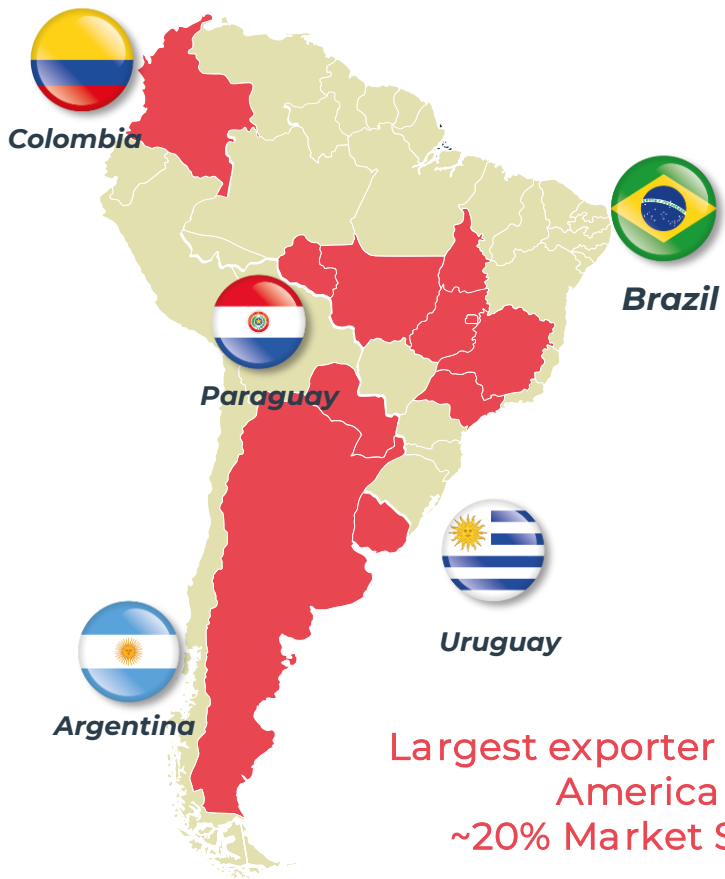 Colombia
Brazil
Paraguay
Uruguay
Argentina
Largest exporter
America
~20% Market